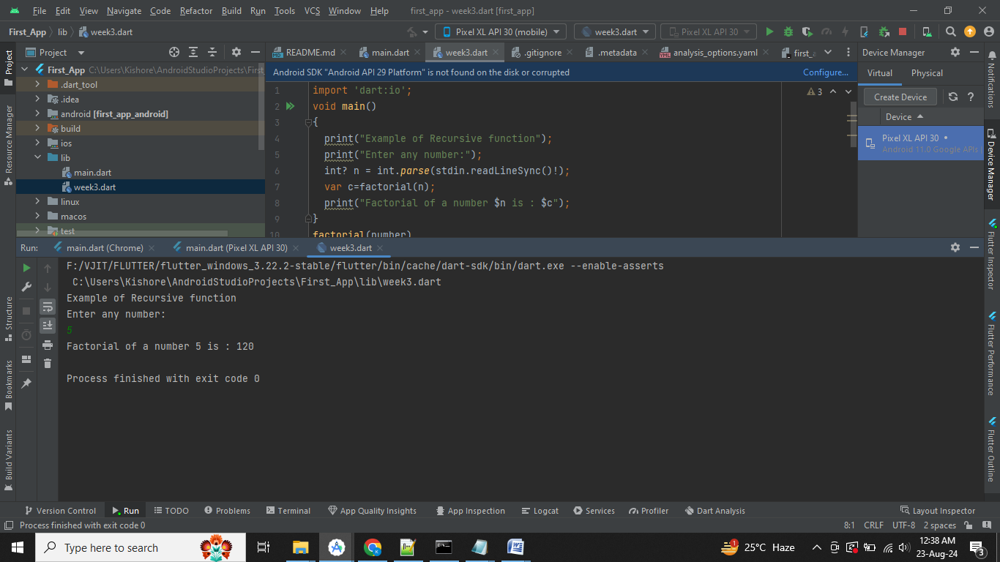 File Edit View Navigate Code Refactor Build Run Tools VCS Window Help first_app - week3.dart [first_app]
First_App lib week3.dart Pixel XL API 30 (mobile) week3.dart Pixel XL API 30
Project README.md main.dart week3.dart .gitignore .metadata analysis_options.yaml first_ Device Manager
Android SDK "Android API 29 Platform" is not found on the disk or corrupted Configure...
Virtual Physical
Create Device ?
Device
Pixel XL API 30
Android 11.0 Google APIs
Project
Resource Manager
Structure
Bookmarks
Build Variants
First_App C:\Users\Kishore\AndroidStudioProjects\First_
.dart_tool
.idea
android [first_app_android]
build
ios
lib
main.dart
week3.dart
linux
macos
test
3
1 import 'dart:io';
2 void main()
3 {
4 print("Example of Recursive function");
5 print("Enter any number:");
6 int? n = int.parse(stdin.readLineSync()!);
7 var c=factorial(n);
8 print("Factorial of a number $n is : $c");
9 }
10 factorial(number)
Notifications
Device Manager
Flutter Inspector
Flutter Performance
Flutter Outline
Run: main.dart (Chrome) main.dart (Pixel XL API 30) week3.dart
F:/VJIT/FLUTTER/flutter_windows_3.22.2-stable/flutter/bin/cache/dart-sdk/bin/dart.exe --enable-asserts
C:\Users\Kishore\AndroidStudioProjects\First_App\lib\week3.dart
Example of Recursive function
Enter any number:
5
Factorial of a number 5 is : 120
Process finished with exit code 0
Version Control Run TODO Problems Terminal App Quality Insights App Inspection Logcat Services Profiler Dart Analysis Layout Inspector
Process finished with exit code 0 8:1 CRLF UTF-8 2 spaces
Type here to search 1 25°C Haze 12:38 AM
23-Aug-24 3